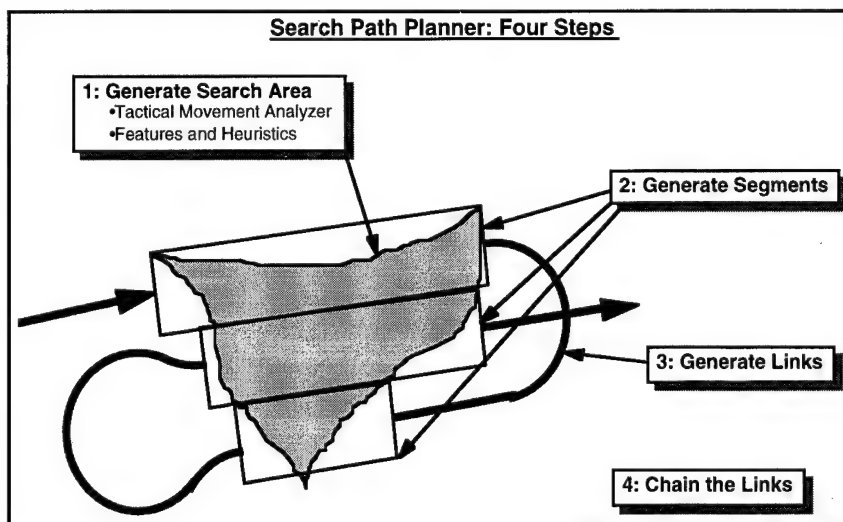 Search Path Planner: Four Steps
1: Generate Search Area
•Tactical Movement Analyzer
•Features and Heuristics
2: Generate Segments
3: Generate Links
4: Chain the Links